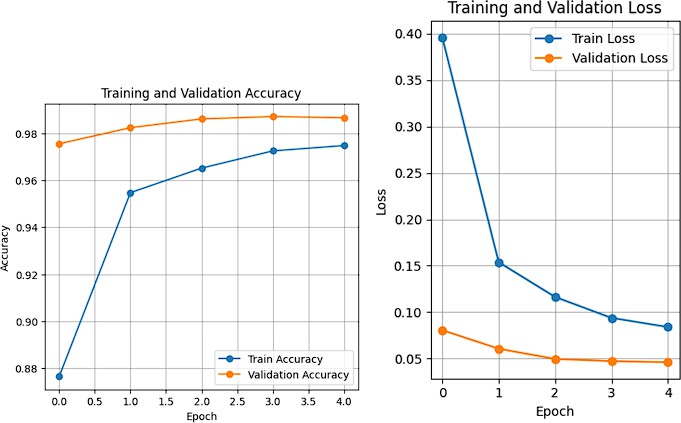 Training and Validation Accuracy
Accuracy
0.98
0.96
0.94
0.92
0.90
0.88
0.0 0.5 1.0 1.5 2.0 2.5 3.0 3.5 4.0
Epoch
Train Accuracy
Validation Accuracy
Training and Validation Loss
Loss
0.40
0.35
0.30
0.25
0.20
0.15
0.10
0.05
0 1 2 3 4
Epoch
Train Loss
Validation Loss